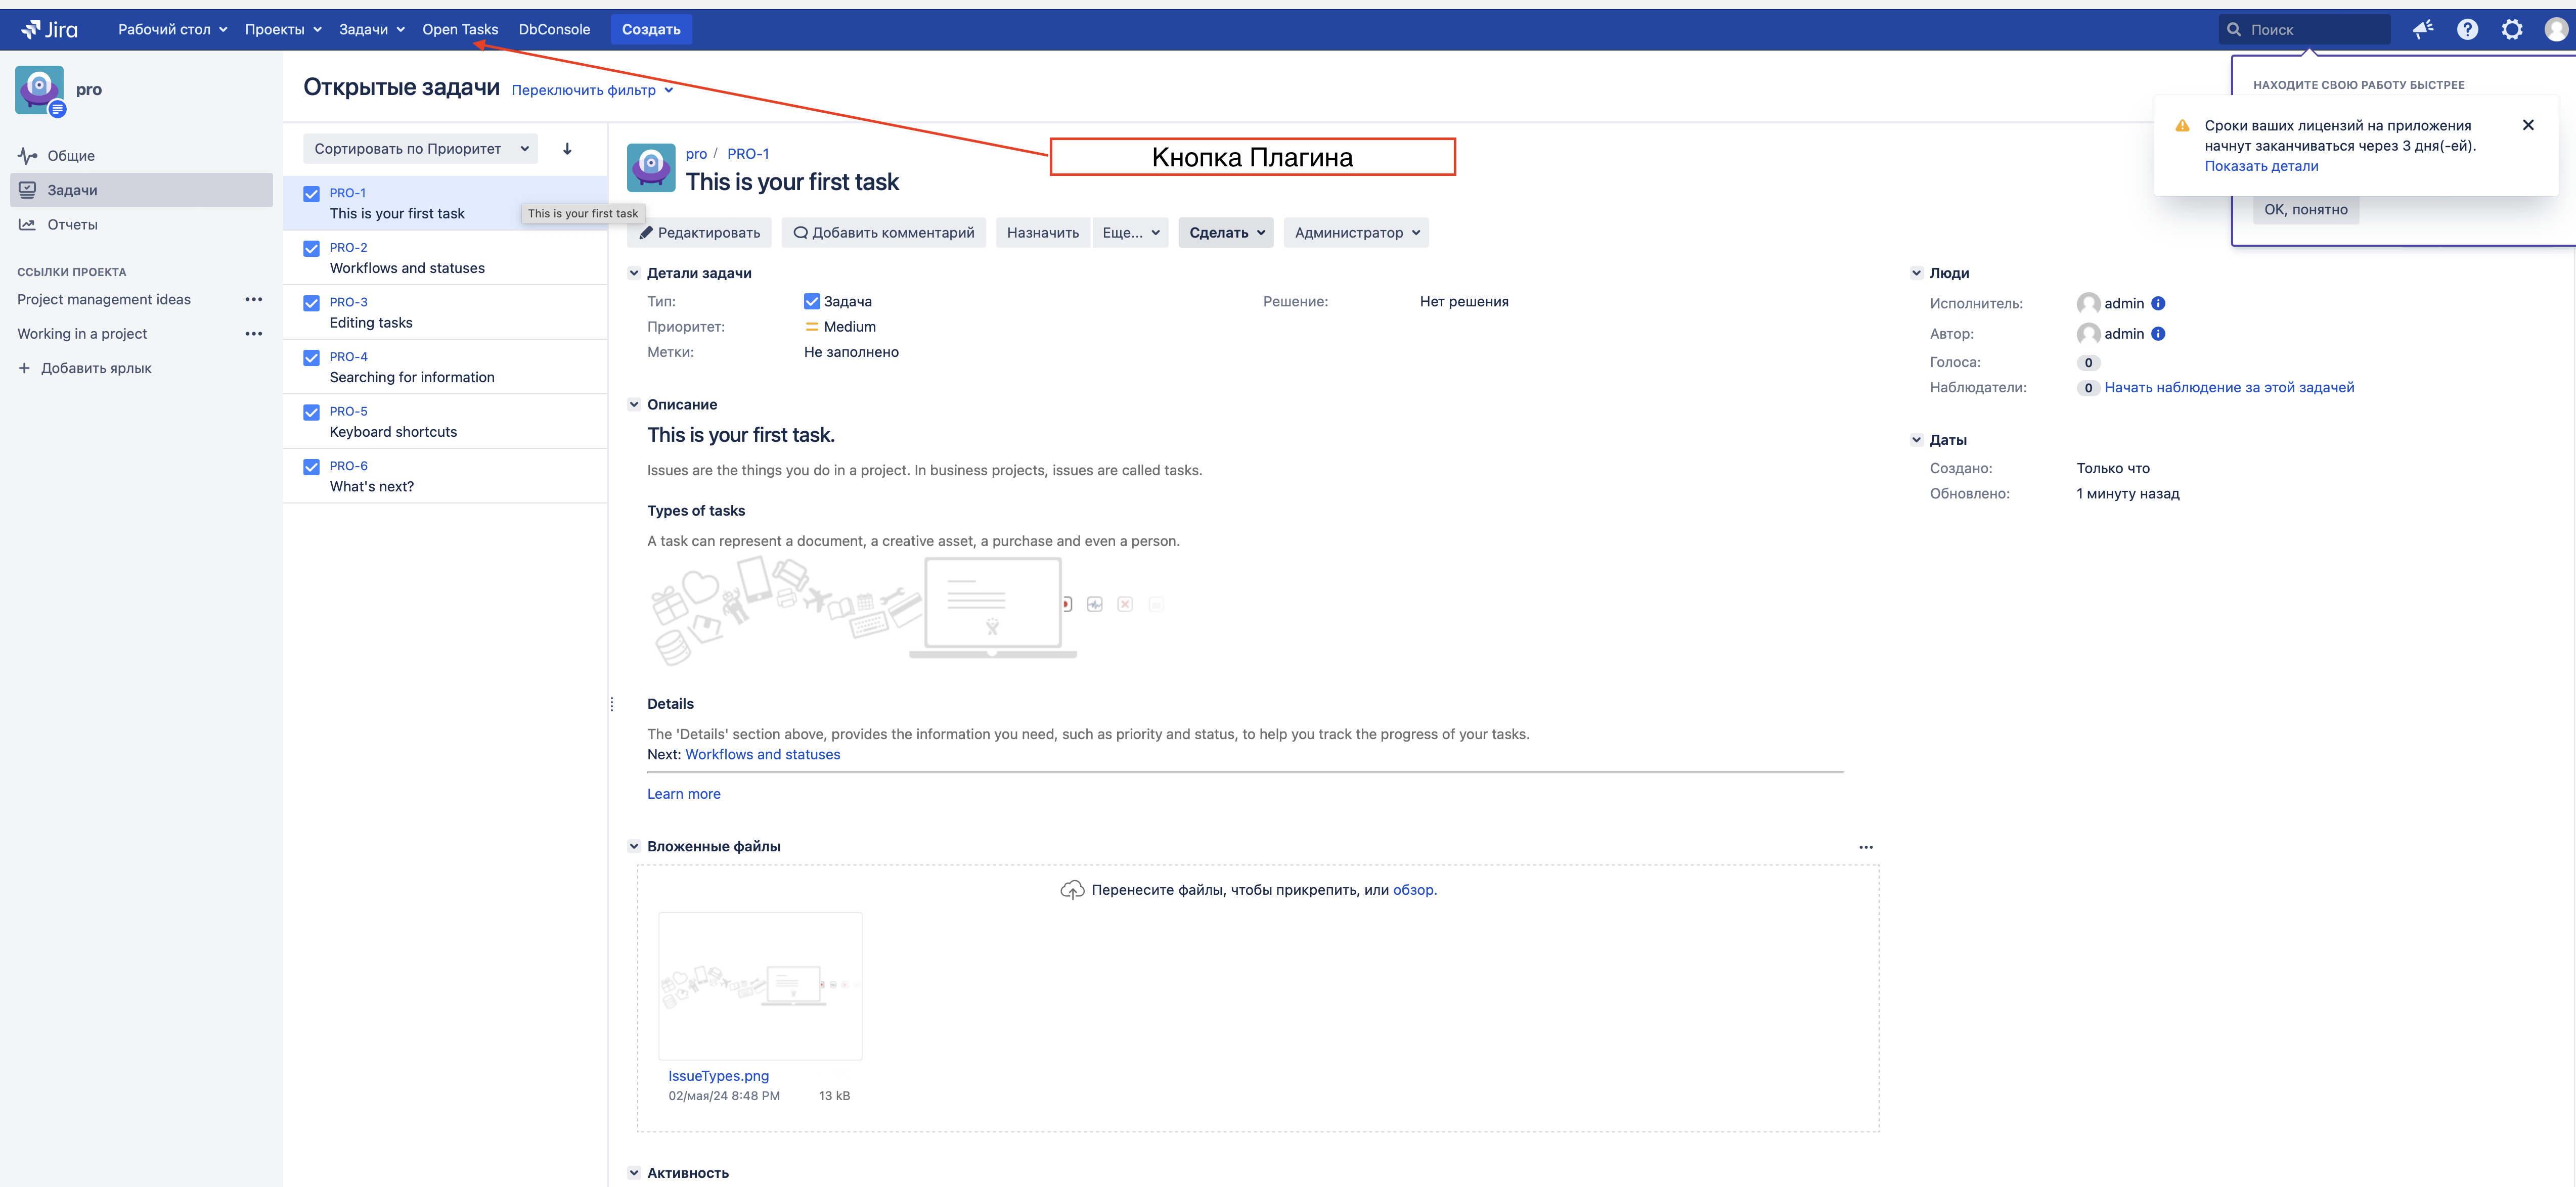 Jira
Рабочий стол
Проекты
Задачи
Open Tasks
DbConsole
Создать
Поиск
pro
Общие
Задачи
Отчеты
ССЫЛКИ ПРОЕКТА
Project management ideas
Working in a project
Добавить ярлык
Открытые задачи
Переключить фильтр
Сортировать по Приоритет
PRO-1
This is your first task
PRO-2
Workflows and statuses
PRO-3
Editing tasks
PRO-4
Searching for information
PRO-5
Keyboard shortcuts
PRO-6
What's next?
This is your first task
pro / PRO-1
This is your first task
Кнопка Плагина
Редактировать
Добавить комментарий
Назначить
Еще...
Сделать
Администратор
Детали задачи
Тип: Задача
Решение: Нет решения
Приоритет: Medium
Метки: Не заполнено
Описание
This is your first task.
Issues are the things you do in a project. In business projects, issues are called tasks.
Types of tasks
A task can represent a document, a creative asset, a purchase and even a person.
Details
The 'Details' section above, provides the information you need, such as priority and status, to help you track the progress of your tasks.
Next: Workflows and statuses
Learn more
Вложенные файлы
Перенесите файлы, чтобы прикрепить, или обзор.
IssueTypes.png
02/мая/24 8:48 PM 13 kB
Активность
НАХОДИТЕ СВОЮ РАБОТУ БЫСТРЕЕ
Сроки ваших лицензий на приложения
начнут заканчиваться через 3 дня(-ей).
Показать детали
ОК, понятно
Люди
Исполнитель: admin
Автор: admin
Голоса: 0
Наблюдатели: 0 Начать наблюдение за этой задачей
Даты
Создано: Только что
Обновлено: 1 минуту назад